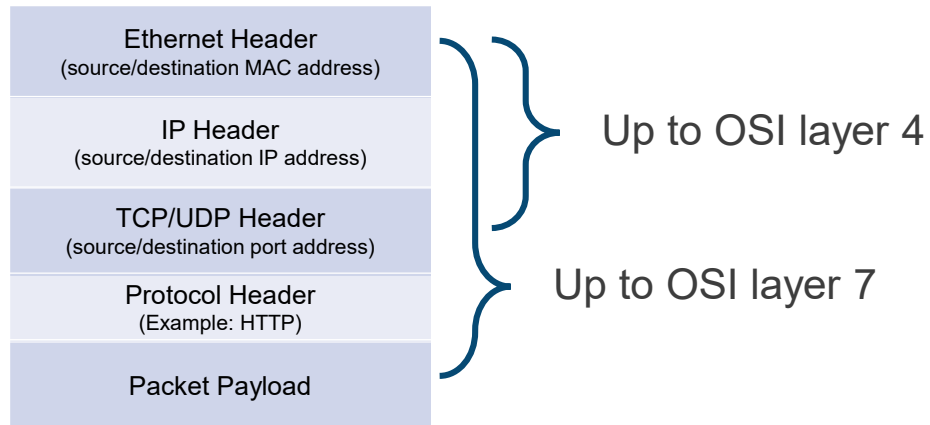 Ethernet Header
(source/destination MAC address)
IP Header
(source/destination IP address)
TCP/UDP Header
(source/destination port address)
Protocol Header
(Example: HTTP)
Packet Payload
Up to OSI layer 4
Up to OSI layer 7